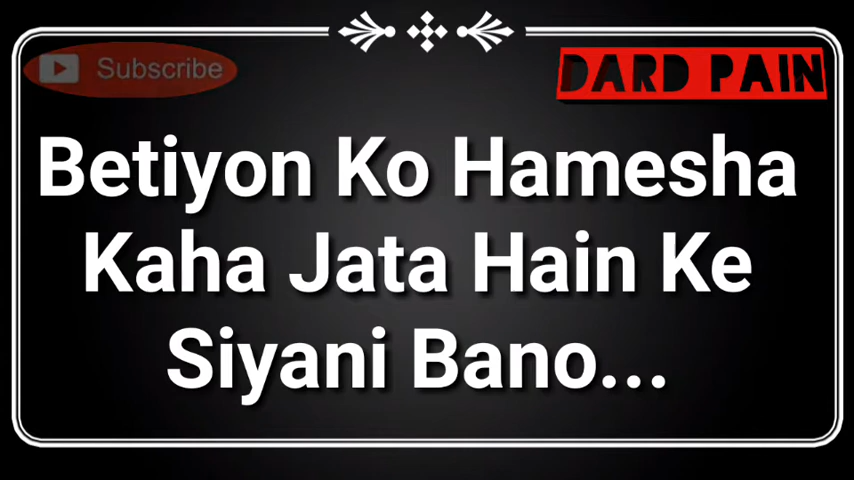 Subscribe
DARD PAIN
Betiyon Ko Hamesha
Kaha Jata Hain Ke
Siyani Bano...